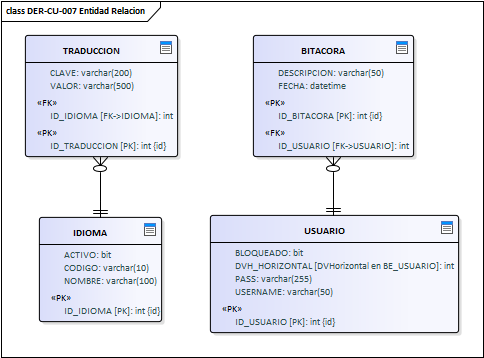 class DER-CU-007 Entidad Relacion
TRADUCCION
CLAVE: varchar(200)
VALOR: varchar(500)
«FK»
ID_IDIOMA [FK->IDIOMA]: int
«PK»
ID_TRADUCCION [PK]: int {id}
BITACORA
DESCRIPCION: varchar(50)
FECHA: datetime
«PK»
ID_BITACORA [PK]: int {id}
«FK»
ID_USUARIO [FK->USUARIO]: int
IDIOMA
ACTIVO: bit
CODIGO: varchar(10)
NOMBRE: varchar(100)
«PK»
ID_IDIOMA [PK]: int {id}
USUARIO
BLOQUEADO: bit
DVH_HORIZONTAL [DVHorizontal en BE_USUARIO]: int
PASS: varchar(255)
USERNAME: varchar(50)
«PK»
ID_USUARIO [PK]: int {id}